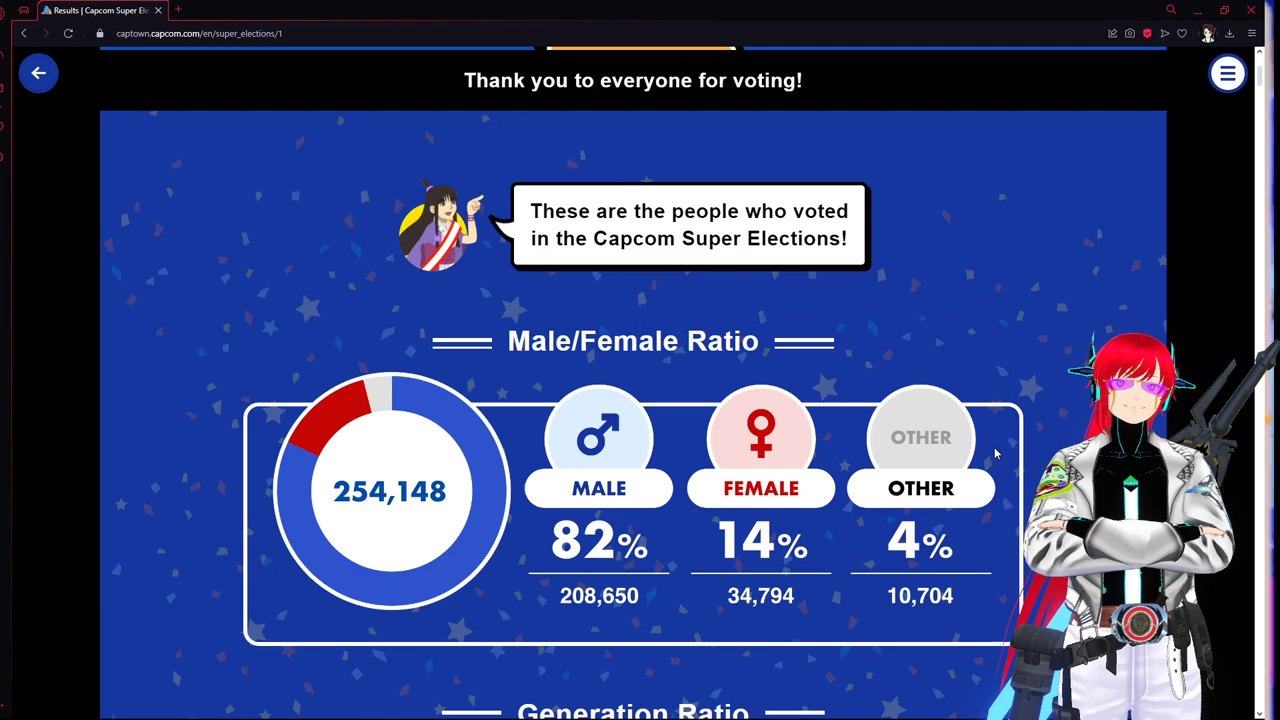 Results | Capcom Super Ele
captown.capcom.com/en/super_elections/1
Thank you to everyone for voting!
These are the people who voted
in the Capcom Super Elections!
Male/Female Ratio
254,148
OTHER
MALE
FEMALE
OTHER
82%
14%
4%
208,650
34,794
10,704
Generation Ratio